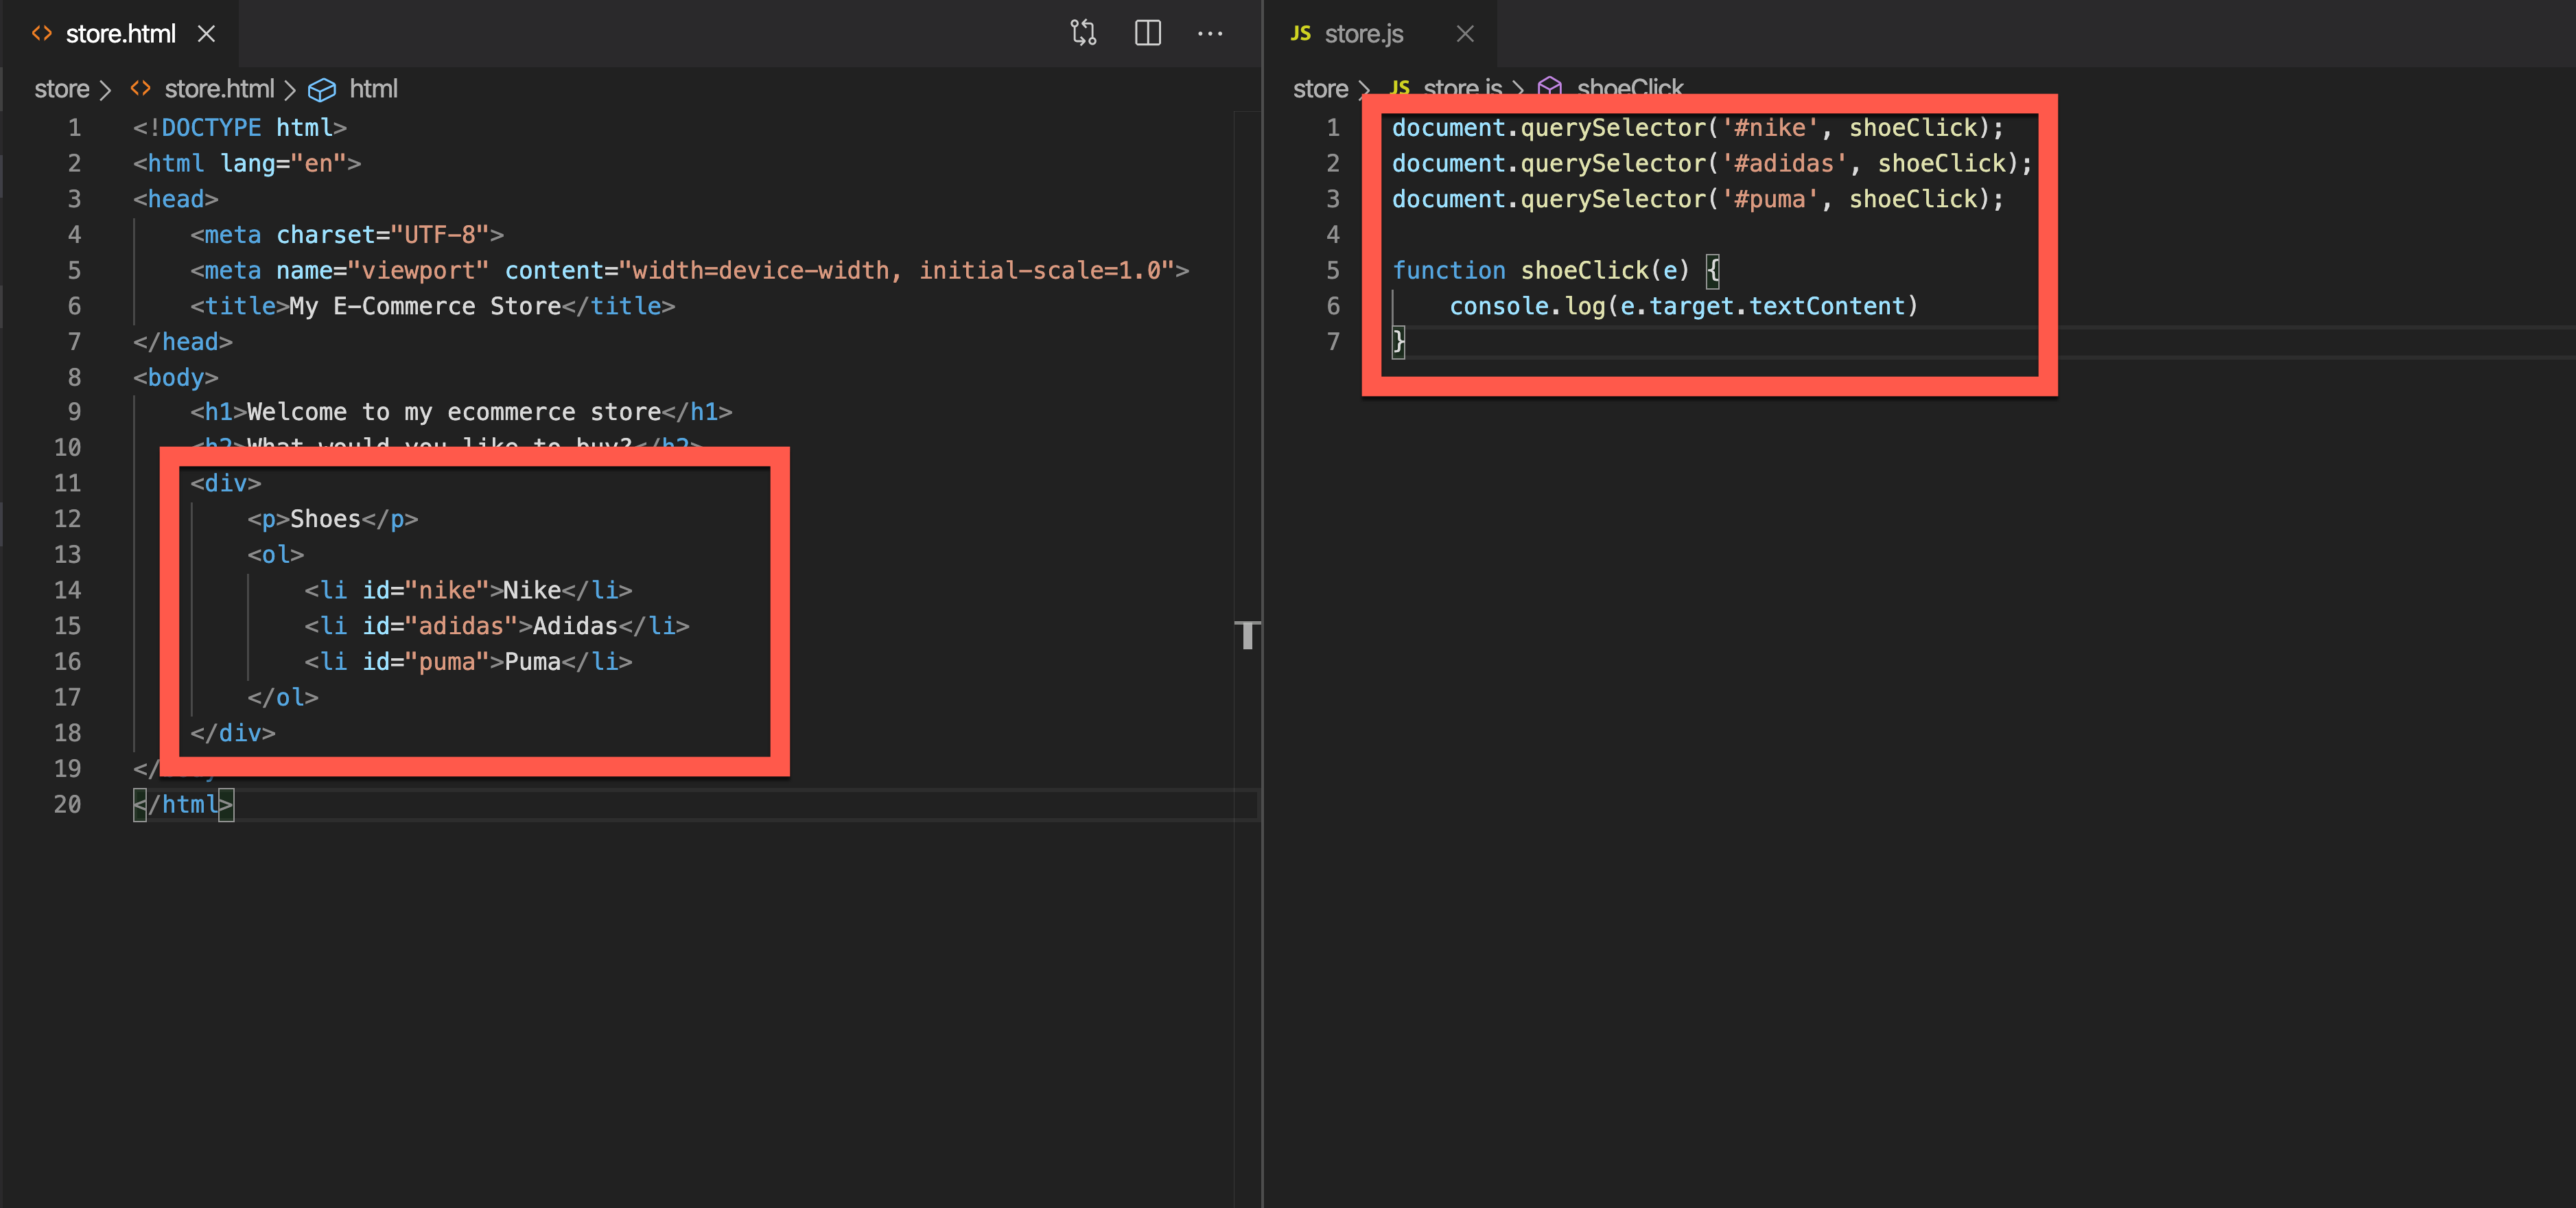 store.html
store > store.html > html
1 <!DOCTYPE html>
2 <html lang="en">
3 <head>
4     <meta charset="UTF-8">
5     <meta name="viewport" content="width=device-width, initial-scale=1.0">
6     <title>My E-Commerce Store</title>
7 </head>
8 <body>
9     <h1>Welcome to my ecommerce store</h1>
10     <h2>What would you like to buy?</h2>
11     <div>
12         <p>Shoes</p>
13         <ol>
14             <li id="nike">Nike</li>
15             <li id="adidas">Adidas</li>
16             <li id="puma">Puma</li>
17         </ol>
18     </div>
19 </
20 </html>
JS store.js
store > JS store.js > shoeClick
1 document.querySelector('#nike', shoeClick);
2 document.querySelector('#adidas', shoeClick);
3 document.querySelector('#puma', shoeClick);
4
5 function shoeClick(e) {
6     console.log(e.target.textContent)
7 }